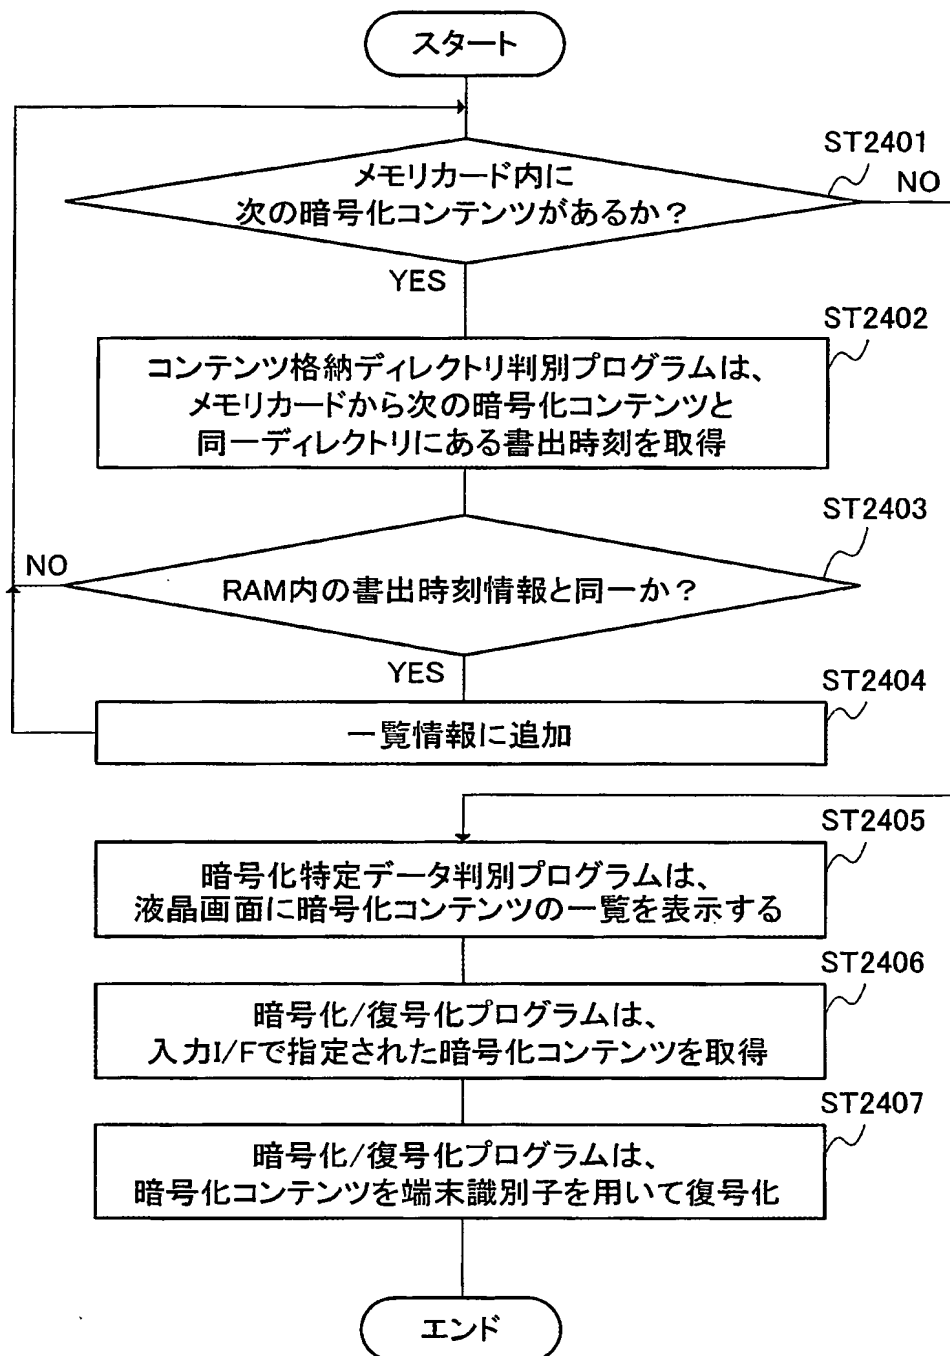 スタート
ST2401
メモリカード内に
次の暗号化コンテンツがあるか？
NO
YES
ST2402
コンテンツ格納ディレクトリ判別プログラムは、
メモリカードから次の暗号化コンテンツと
同一ディレクトリにある書出時刻を取得
ST2403
NO
RAM内の書出時刻情報と同一か？
YES
ST2404
一覧情報に追加
ST2405
暗号化特定データ判別プログラムは、
液晶画面に暗号化コンテンツの一覧を表示する
ST2406
暗号化/復号化プログラムは、
入力I/Fで指定された暗号化コンテンツを取得
ST2407
暗号化/復号化プログラムは、
暗号化コンテンツを端末識別子を用いて復号化
エンド